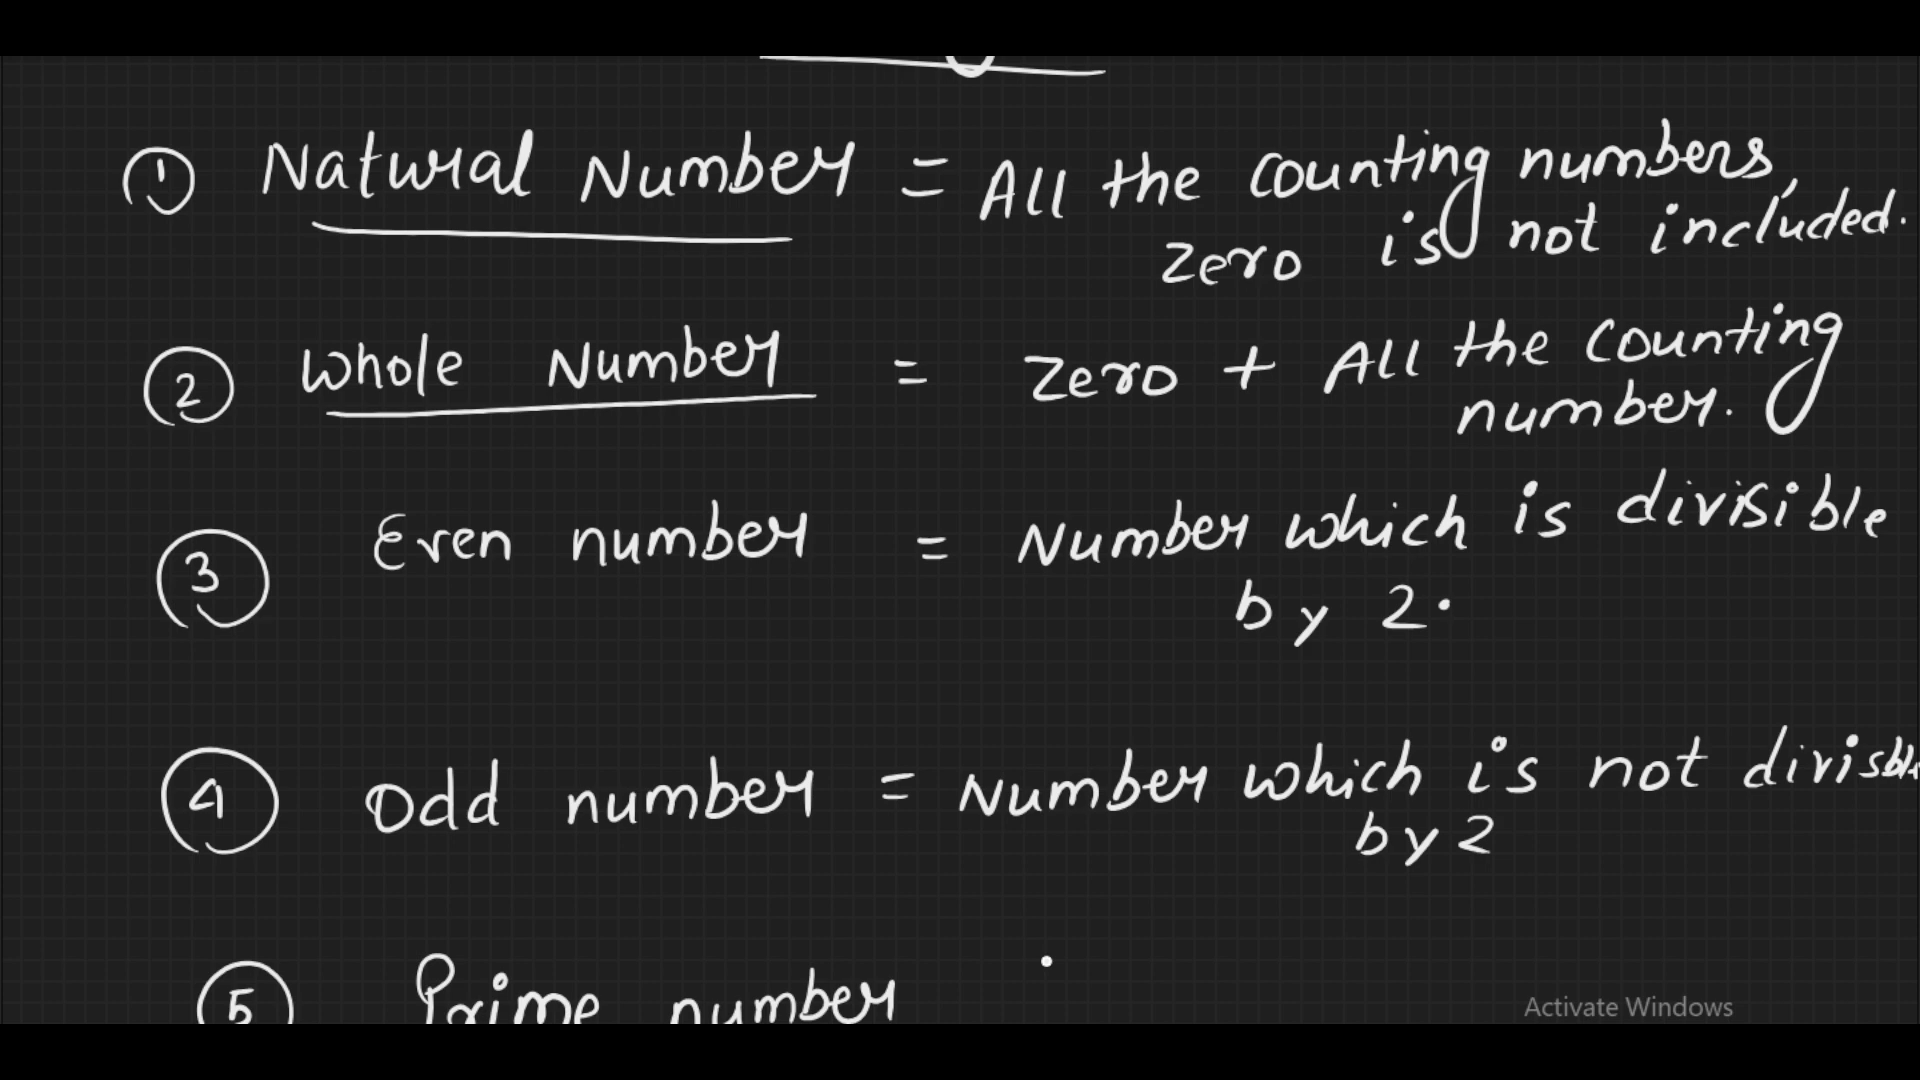 1 Natural Number = All the counting numbers,
zero is not included.
2 Whole Number = Zero + All the counting
number.
3 Even number = Number which is divisible
by 2.
4 Odd number = Number which is not divisible
by 2
5 Prime number
Activate Windows